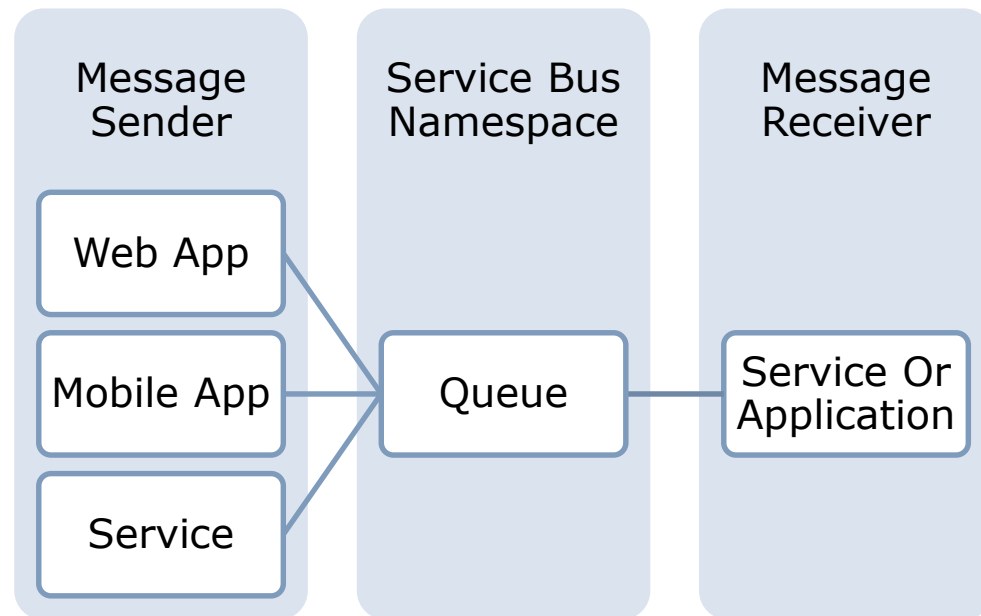 Message
Sender
Service Bus
Namespace
Message
Receiver
Web App
Mobile App
Service
Queue
Service Or
Application